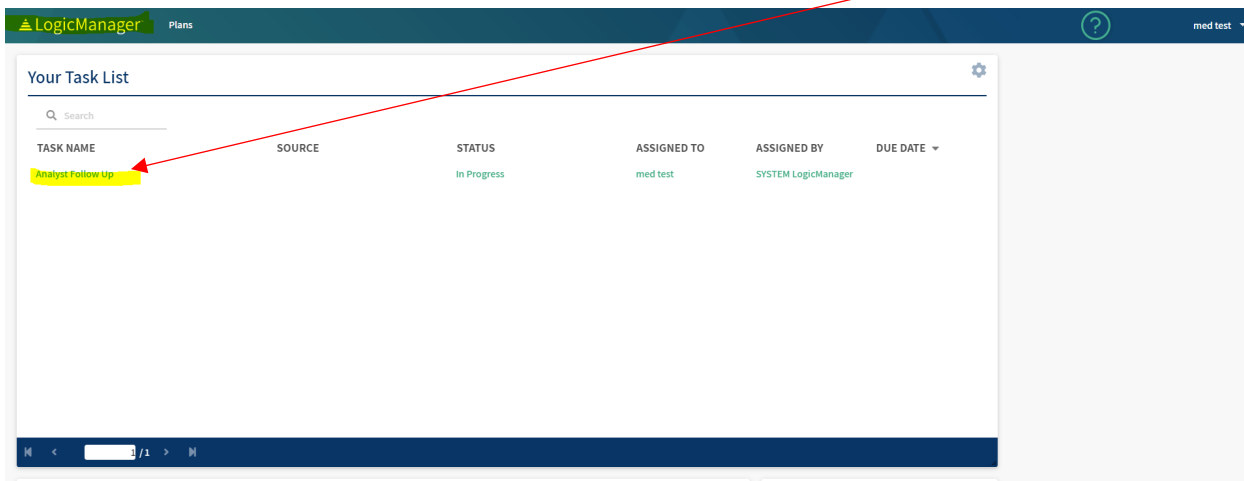 LogicManager Plans ? med test
Your Task List
Search
TASK NAME SOURCE STATUS ASSIGNED TO ASSIGNED BY DUE DATE
Analyst Follow Up In Progress med test SYSTEM LogicManager
1 / 1